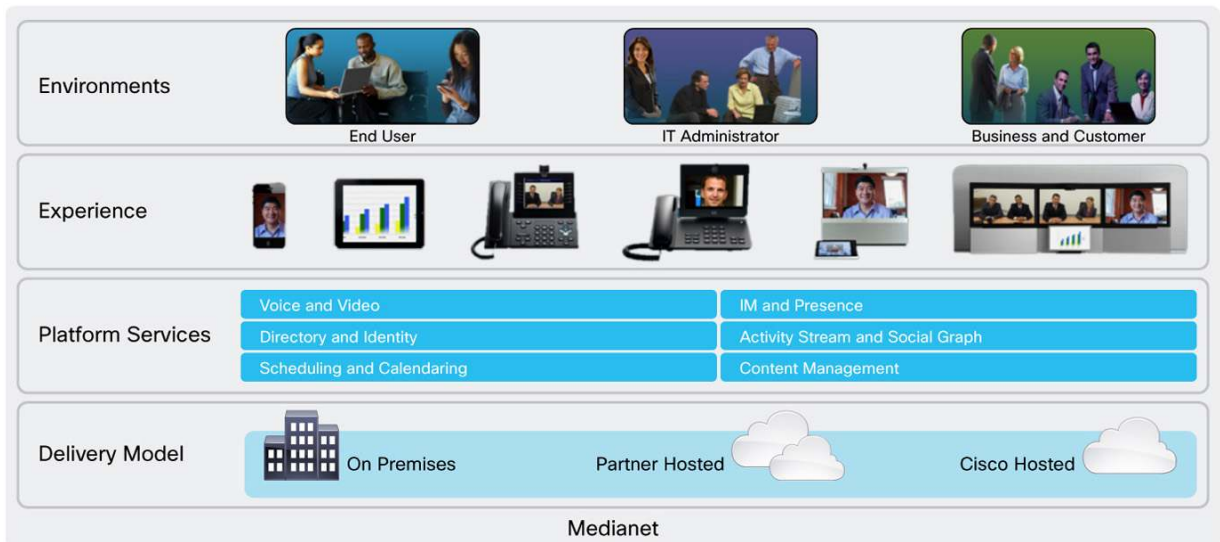 Environments
End User
IT Administrator
Business and Customer
Experience
Platform Services
Voice and Video
IM and Presence
Directory and Identity
Activity Stream and Social Graph
Scheduling and Calendaring
Content Management
Delivery Model
On Premises
Partner Hosted
Cisco Hosted
Medianet